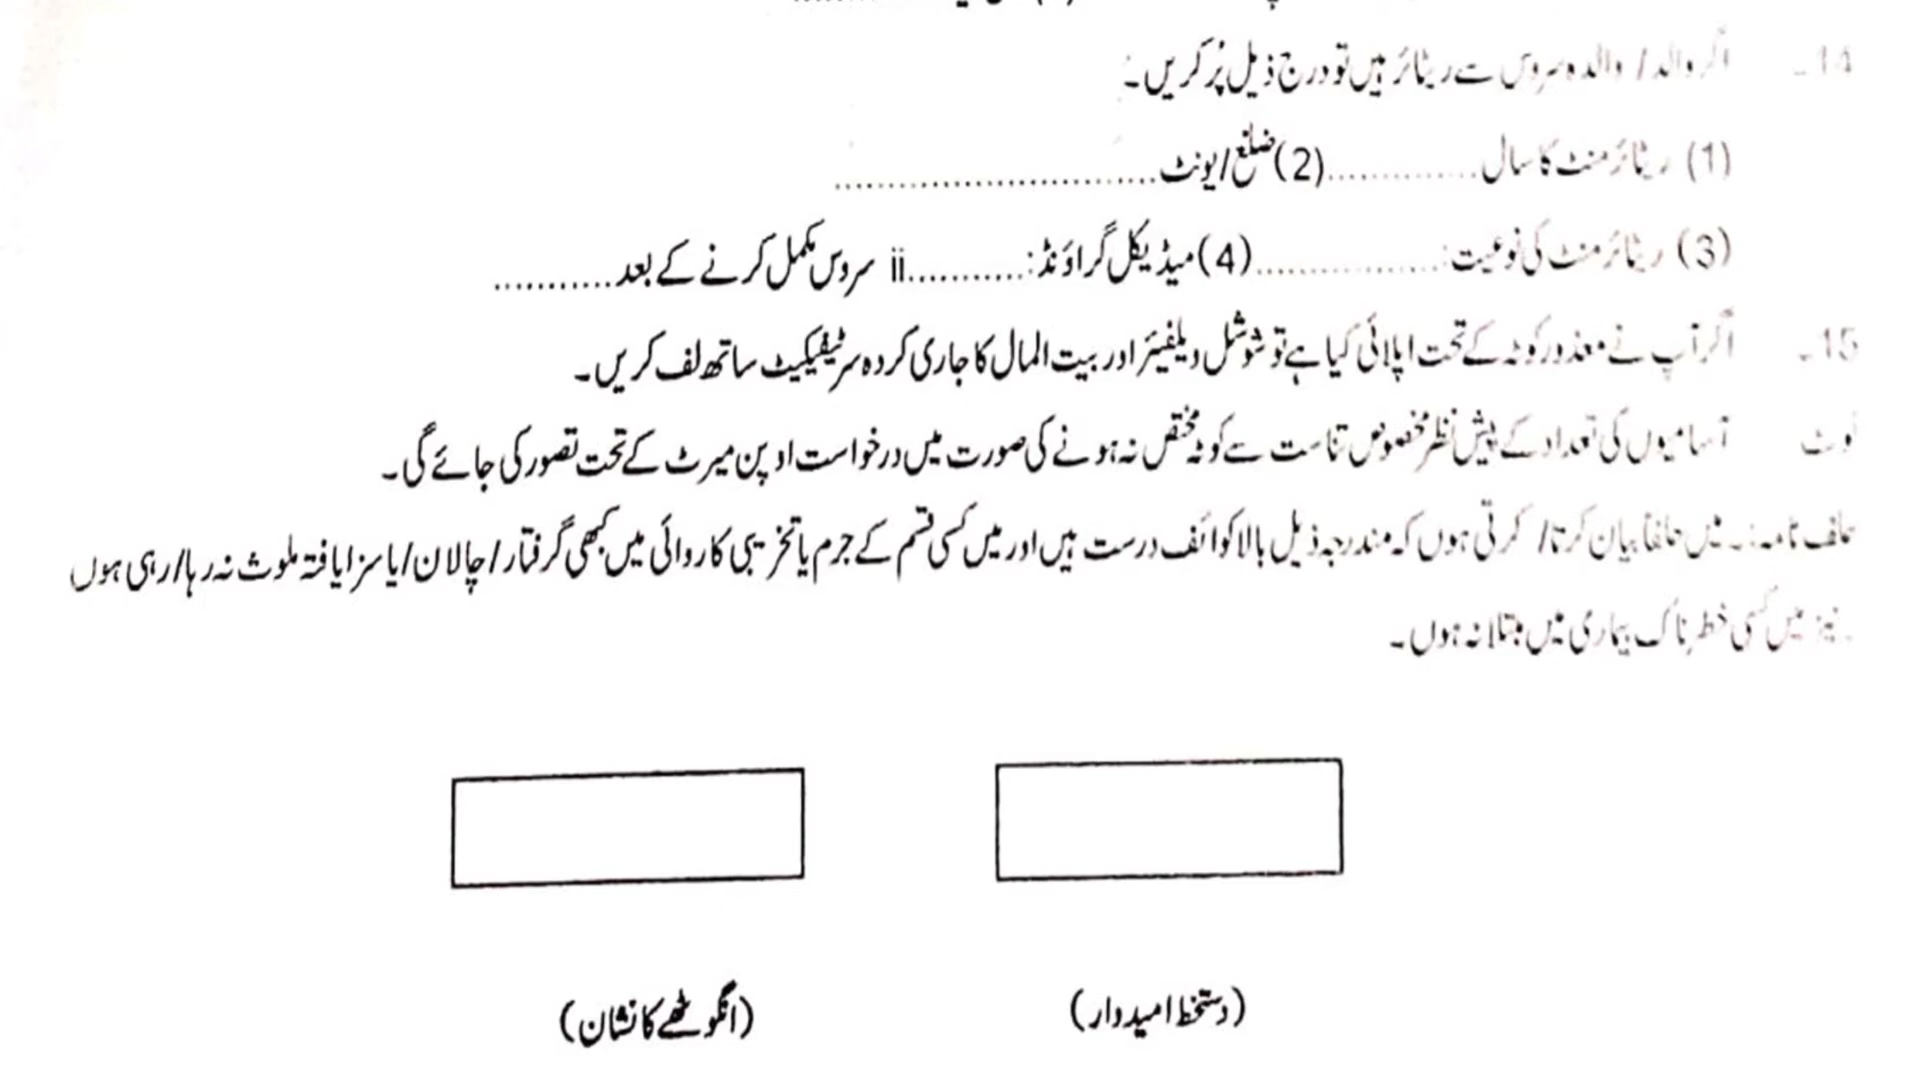 14۔ اگر والد / والدہ سروس سے ریٹائر ہیں تو درج ذیل پُر کریں۔
(1) ریٹائرمنٹ کا سال ............(2) ضلع/یونٹ..........................
(3) ریٹائرمنٹ کی نوعیت: ..............(4) میڈیکل گراؤنڈ:...........ii سروس مکمل کرنے کے بعد...........
15۔ اگر آپ نے معذور کوٹہ کے تحت اپلائی کیا ہے تو شوشل ویلفیئر اور بیت المال کا جاری کردہ سرٹیفیکیٹ ساتھ لف کریں۔
نوٹ آسامیوں کی تعداد کے پیش نظر مخصوص تناسب سے کوٹہ مختص نہ ہونے کی صورت میں درخواست اوپن میرٹ کے تحت تصور کی جائے گی۔
حلف نامہ:۔ میں حلفاً بیان کرتا/ کرتی ہوں کہ مندرجہ ذیل بالا کوائف درست ہیں اور میں کسی قسم کے جرم یا تخریبی کاروائی میں کبھی گرفتار/چالان/یا سزا یافتہ ملوث نہ رہا/رہی ہوں
۔ نیز میں کسی خطرناک بیماری میں مبتلا نہ ہوں۔
(دستخط امیدوار)
(انگوٹھے کا نشان)